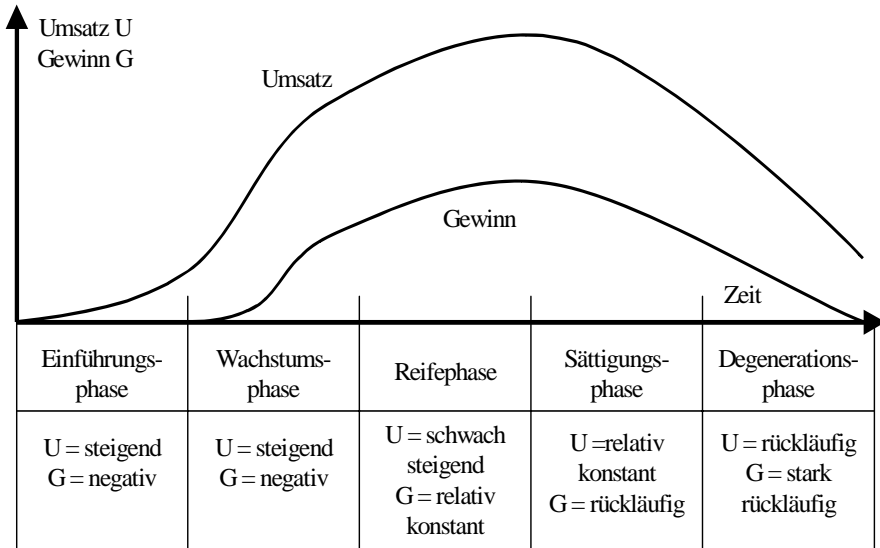 Umsatz U
Gewinn G
Umsatz
Gewinn
Zeit
Einführungs-
phase
Wachstums-
phase
Reifephase
Sättigungs-
phase
Degenerations-
phase
U = steigend
G = negativ
U = steigend
G = negativ
U = schwach
steigend
G = relativ
konstant
U =relativ
konstant
G = rückläufig
U = rückläufig
G = stark
rückläufig